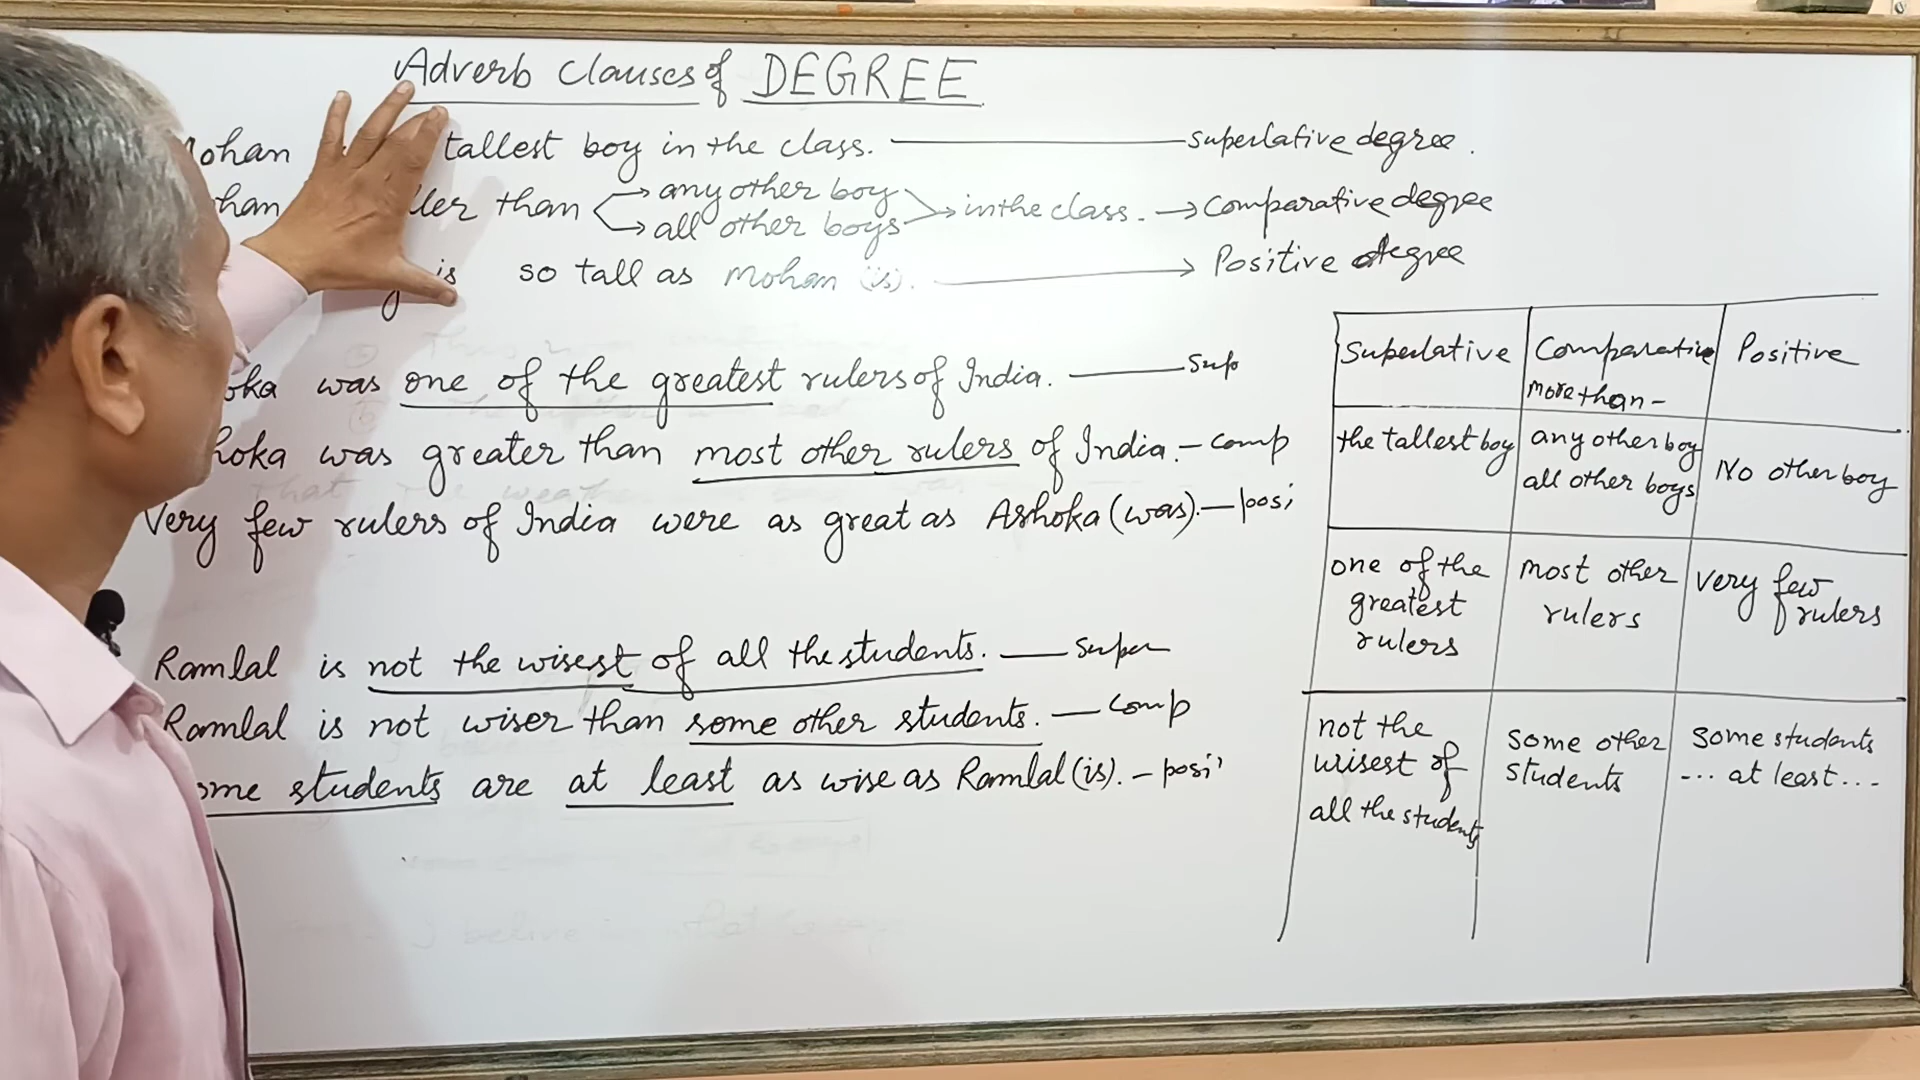 Adverb Clauses of DEGREE
Mohan tallest boy in the class. superlative degree.
than any other boy in the class. comparative degree
all other boys
is so tall as Mohan (is). Positive degree
was one of the greatest rulers of India. Sup
was greater than most other rulers of India. - comp
Very few rulers of India were as great as Ashoka (was). - posi
Ramlal is not the wisest of all the students. Super
Ramlal is not wiser than some other students. - Comp
students are at least as wise as Ramlal (is). - posi
Superlative Comparative Positive
more than -
the tallest boy any other boy No other boy
all other boys
one of the most other very few
greatest rulers rulers
rulers
not the some other some students
wisest of students ... at least ...
all the students